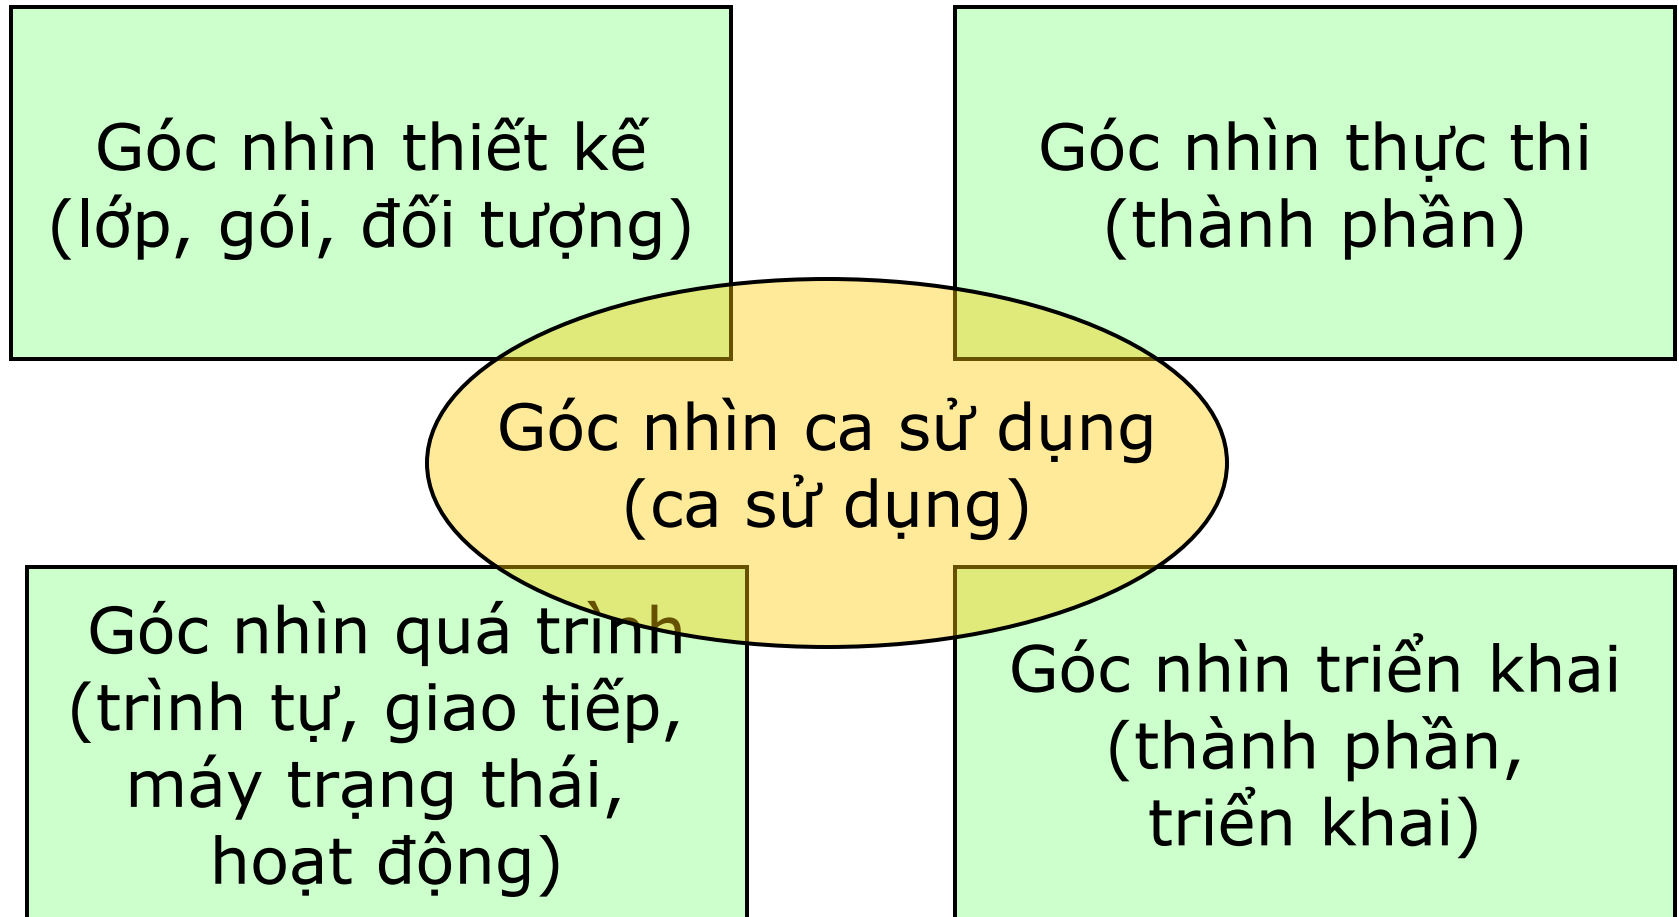 Góc nhìn thiết kế
(lớp, gói, đối tượng)
Góc nhìn thực thi
(thành phần)
Góc nhìn ca sử dụng
(ca sử dụng)
Góc nhìn quá trình
(trình tự, giao tiếp,
máy trạng thái,
hoạt động)
Góc nhìn triển khai
(thành phần,
triển khai)